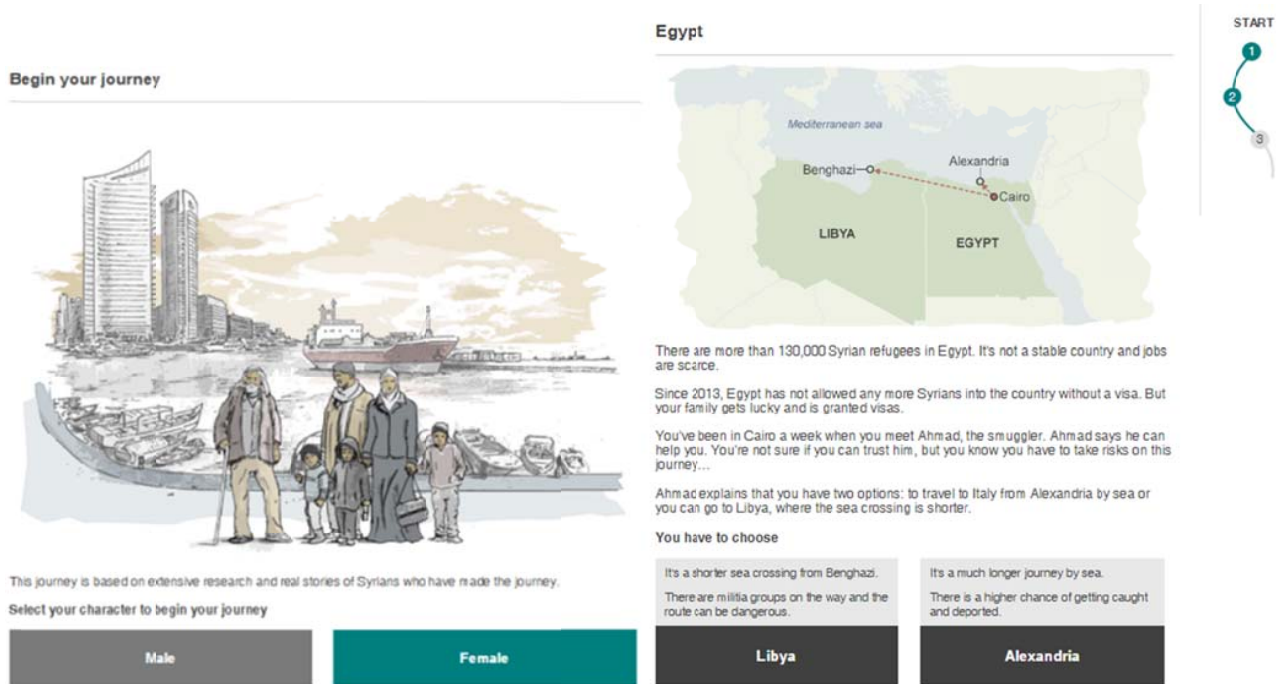 Begin your journey
This journey is based on extensive research and real stories of Syrians who have made the journey.
Select your character to begin your journey
Male
Female
Egypt
Mediterranean sea
Benghazi
Alexandria
Cairo
LIBYA
EGYPT
There are more than 130,000 Syrian refugees in Egypt. It's not a stable country and jobs
are scarce.
Since 2013, Egypt has not allowed any more Syrians into the country without a visa. But
your family gets lucky and is granted visas.
You've been in Cairo a week when you meet Ahmad, the smuggler. Ahmad says he can
help you. You're not sure if you can trust him, but you know you have to take risks on this
journey...
Ahmad explains that you have two options: to travel to Italy from Alexandria by sea or
you can go to Libya, where the sea crossing is shorter.
You have to choose
It's a shorter sea crossing from Benghazi.
There are militia groups on the way and the
route can be dangerous.
Libya
It's a much longer journey by sea.
There is a higher chance of getting caught
and deported.
Alexandria
START
1
2
3